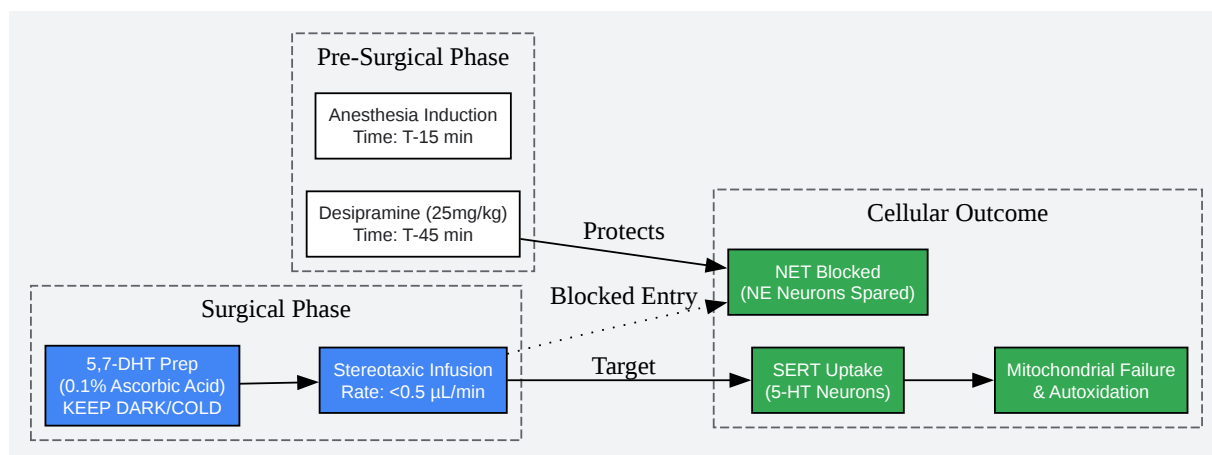 Pre-Surgical Phase
Anesthesia Induction
Time: T-15 min
Desipramine (25mg/kg)
Time: T-45 min
Protects
Cellular Outcome
NET Blocked
(NE Neurons Spared)
Blocked Entry
Surgical Phase
5,7-DHT Prep
(0.1% Ascorbic Acid)
KEEP DARK/COLD
Stereotaxic Infusion
Rate: <0.5 µL/min
Target
SERT Uptake
(5-HT Neurons)
Mitochondrial Failure
& Autoxidation